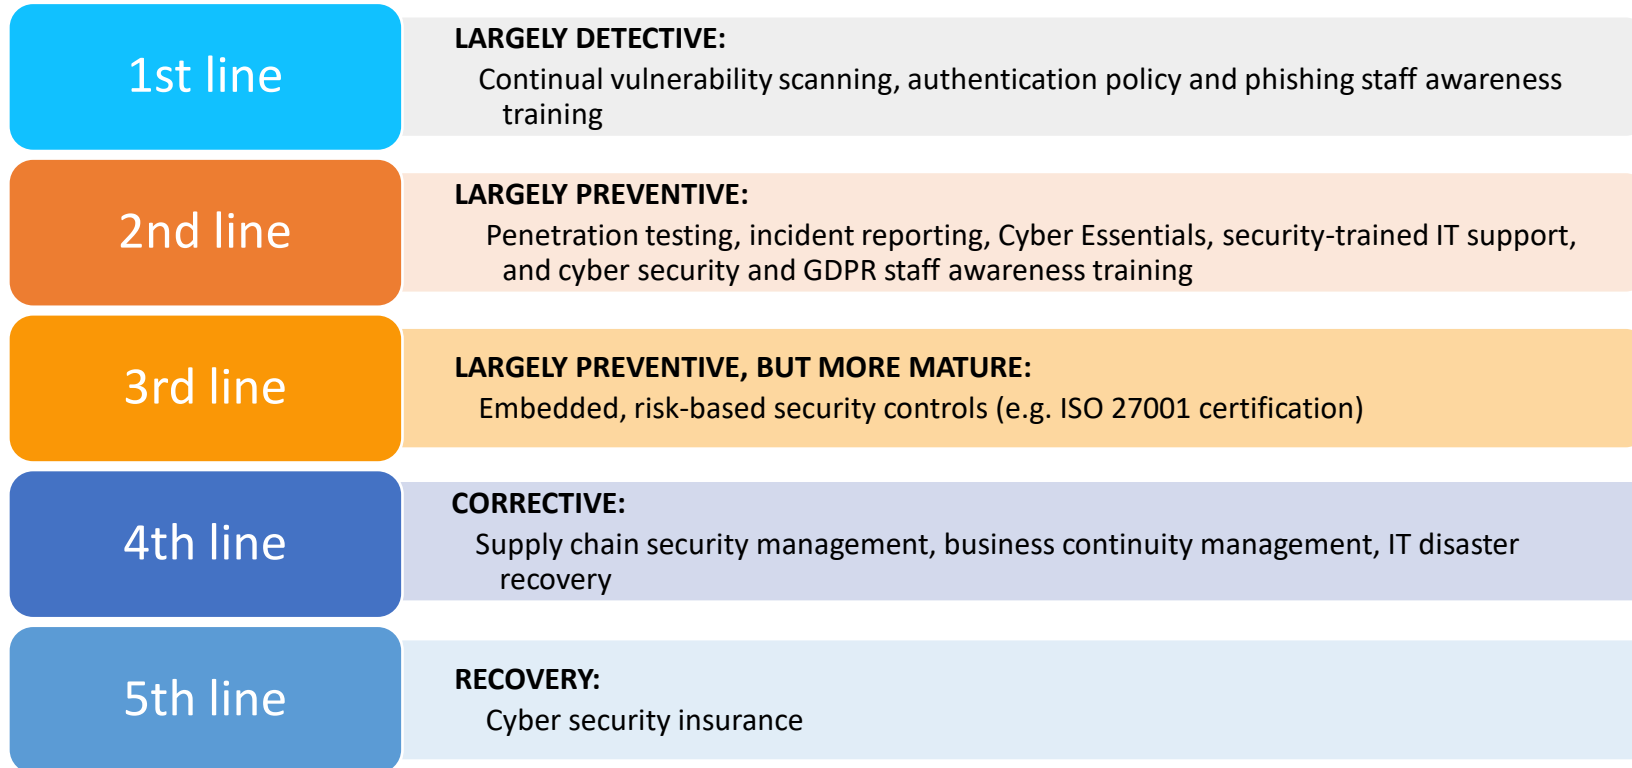 1st line
LARGELY DETECTIVE:
Continual vulnerability scanning, authentication policy and phishing staff awareness
training
2nd line
LARGELY PREVENTIVE:
Penetration testing, incident reporting, Cyber Essentials, security-trained IT support,
and cyber security and GDPR staff awareness training
3rd line
LARGELY PREVENTIVE, BUT MORE MATURE:
Embedded, risk-based security controls (e.g. ISO 27001 certification)
4th line
CORRECTIVE:
Supply chain security management, business continuity management, IT disaster
recovery
5th line
RECOVERY:
Cyber security insurance